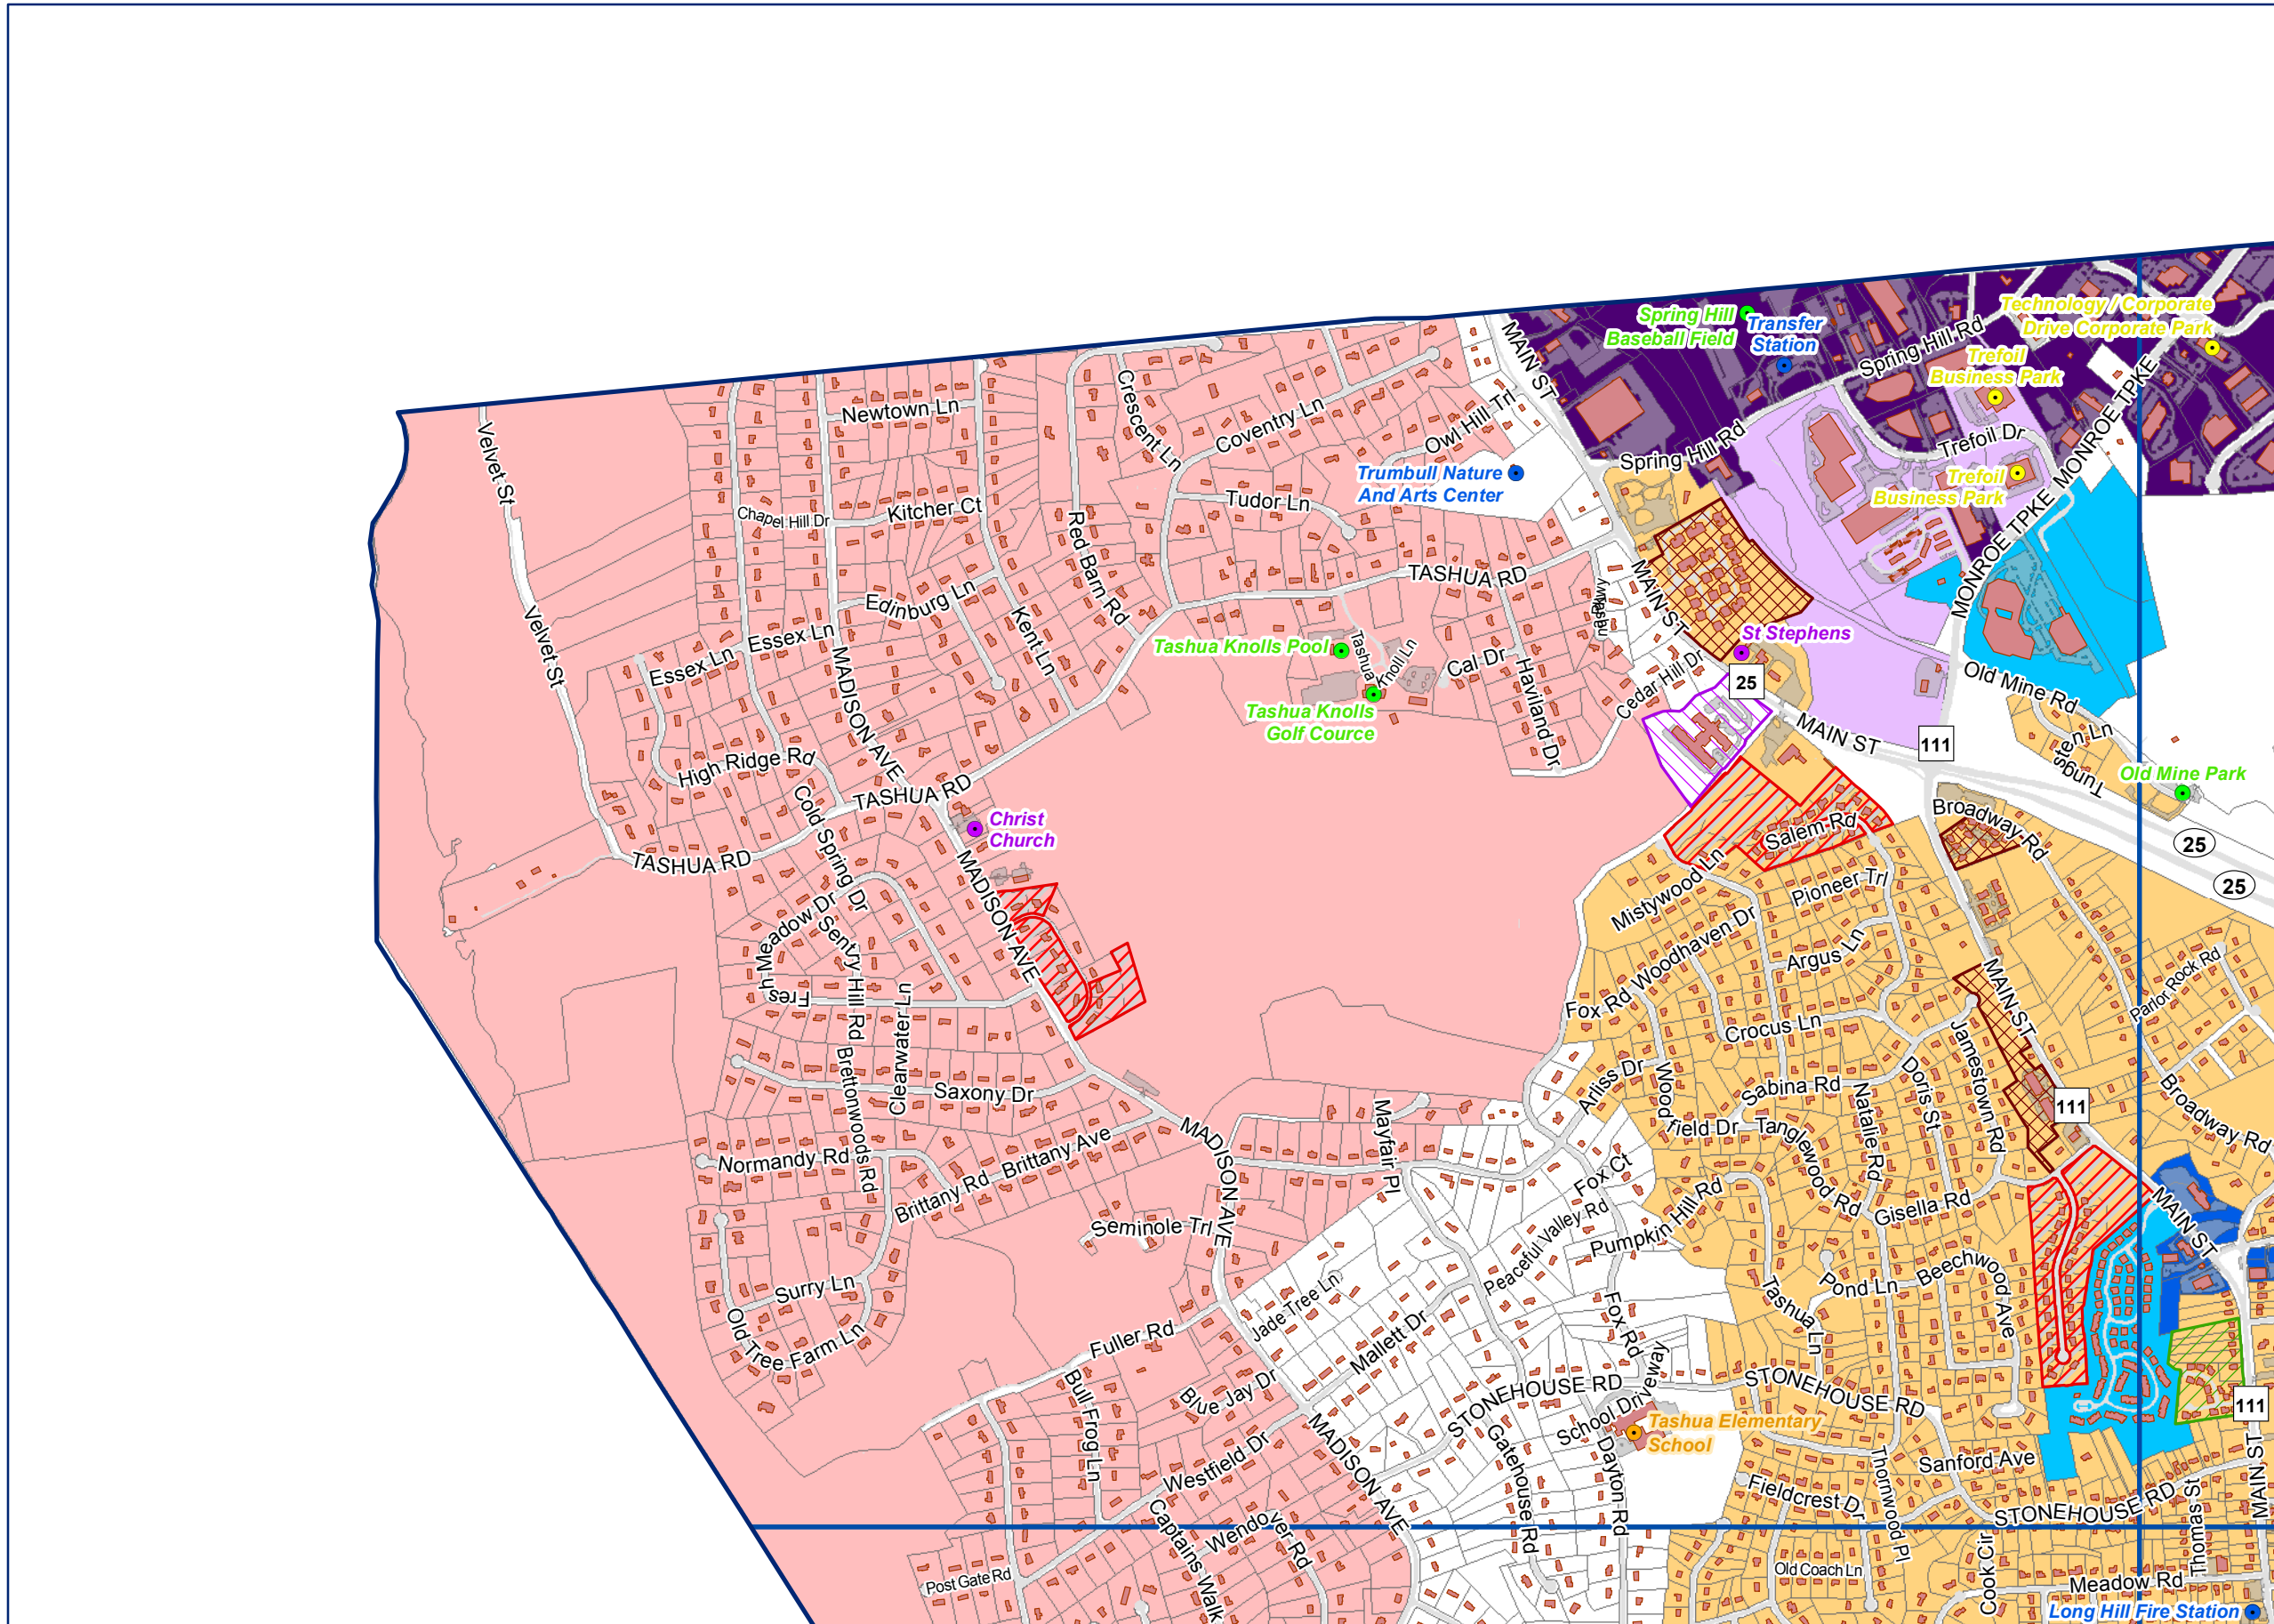 MAIN ST
Spring Hill
Baseball Field
Transfer
Station
Technology / Corporate
Drive Corporate Park
Spring Hill Rd
Trefoil
Business Park
MONROE TPKE
Newtown Ln
Crescent Ln
Coventry Ln
Owl Hill Trl
Velvet St
Trumbull Nature
And Arts Center
Spring Hill Rd
Trefoil Dr
Trefoil
Business Park
Chapel Hill Dr
Kitcher Ct
Tudor Ln
Red Barn Rd
MONROE TPKE
TASHUA RD
MAIN ST
Edinburg Ln
Kent Ln
Velvet St
Essex Ln
Essex Ln
MADISON AVE
Tashua Knolls Pool
Tashua
Knoll Ln
Cal Dr
Haviland Dr
Cedar Hill Dr
St Stephens
25
Old Mine Rd
Tashua Knolls
Golf Cource
MAIN ST
111
Tungsten Ln
Old Mine Park
High Ridge Rd
TASHUA RD
Cold Spring Dr
Christ
Church
TASHUA RD
Salem Rd
Broadway Rd
25
25
Mistywood Ln
Pioneer Trl
MADISON AVE
Fresh Meadow Dr
Sentry Hill Rd
Woodhaven Dr
Argus Ln
Fox Rd
Crocus Ln
MAIN ST
Parlor Rock Rd
Clearwater Ln
Brettonwoods Rd
Saxony Dr
Arliss Dr
Woodfield Dr
Sabina Rd
Natalie Rd
Doris St
Jamestown Rd
111
Broadway Rd
Mayfair Pl
MADISON AVE
Tanglewood Rd
Normandy Rd
Brittany Rd
Brittany Ave
Fox Ct
Gisella Rd
Seminole Trl
Peaceful Valley Rd
Pumpkin Hill Rd
MAIN ST
Surry Ln
Old Tree Farm Ln
Jade Tree Ln
Pond Ln
Beechwood Ave
Tashua Ln
Fuller Rd
Mallett Dr
Fox Rd
Bull Frog Ln
Blue Jay Dr
STONEHOUSE RD
School Driveway
STONEHOUSE RD
111
Tashua Elementary
School
Westfield Dr
MADISON AVE
Gatehouse Rd
Dayton Rd
Thornwood Pl
Sanford Ave
MAIN ST
Fieldcrest Dr
STONEHOUSE RD
Thomas St
Captains Walk
Wendover Rd
Post Gate Rd
Old Coach Ln
Cook Cir
Meadow Rd
Long Hill Fire Station